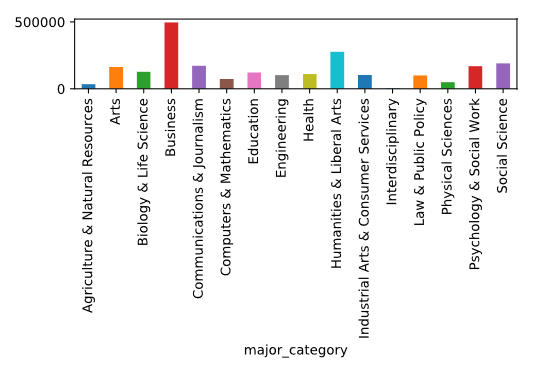 500000
0
Agriculture & Natural Resources
Arts
Biology & Life Science
Business
Communications & Journalism
Computers & Mathematics
Education
Engineering
Health
Humanities & Liberal Arts
Industrial Arts & Consumer Services
Interdisciplinary
Law & Public Policy
Physical Sciences
Psychology & Social Work
Social Science
major_category